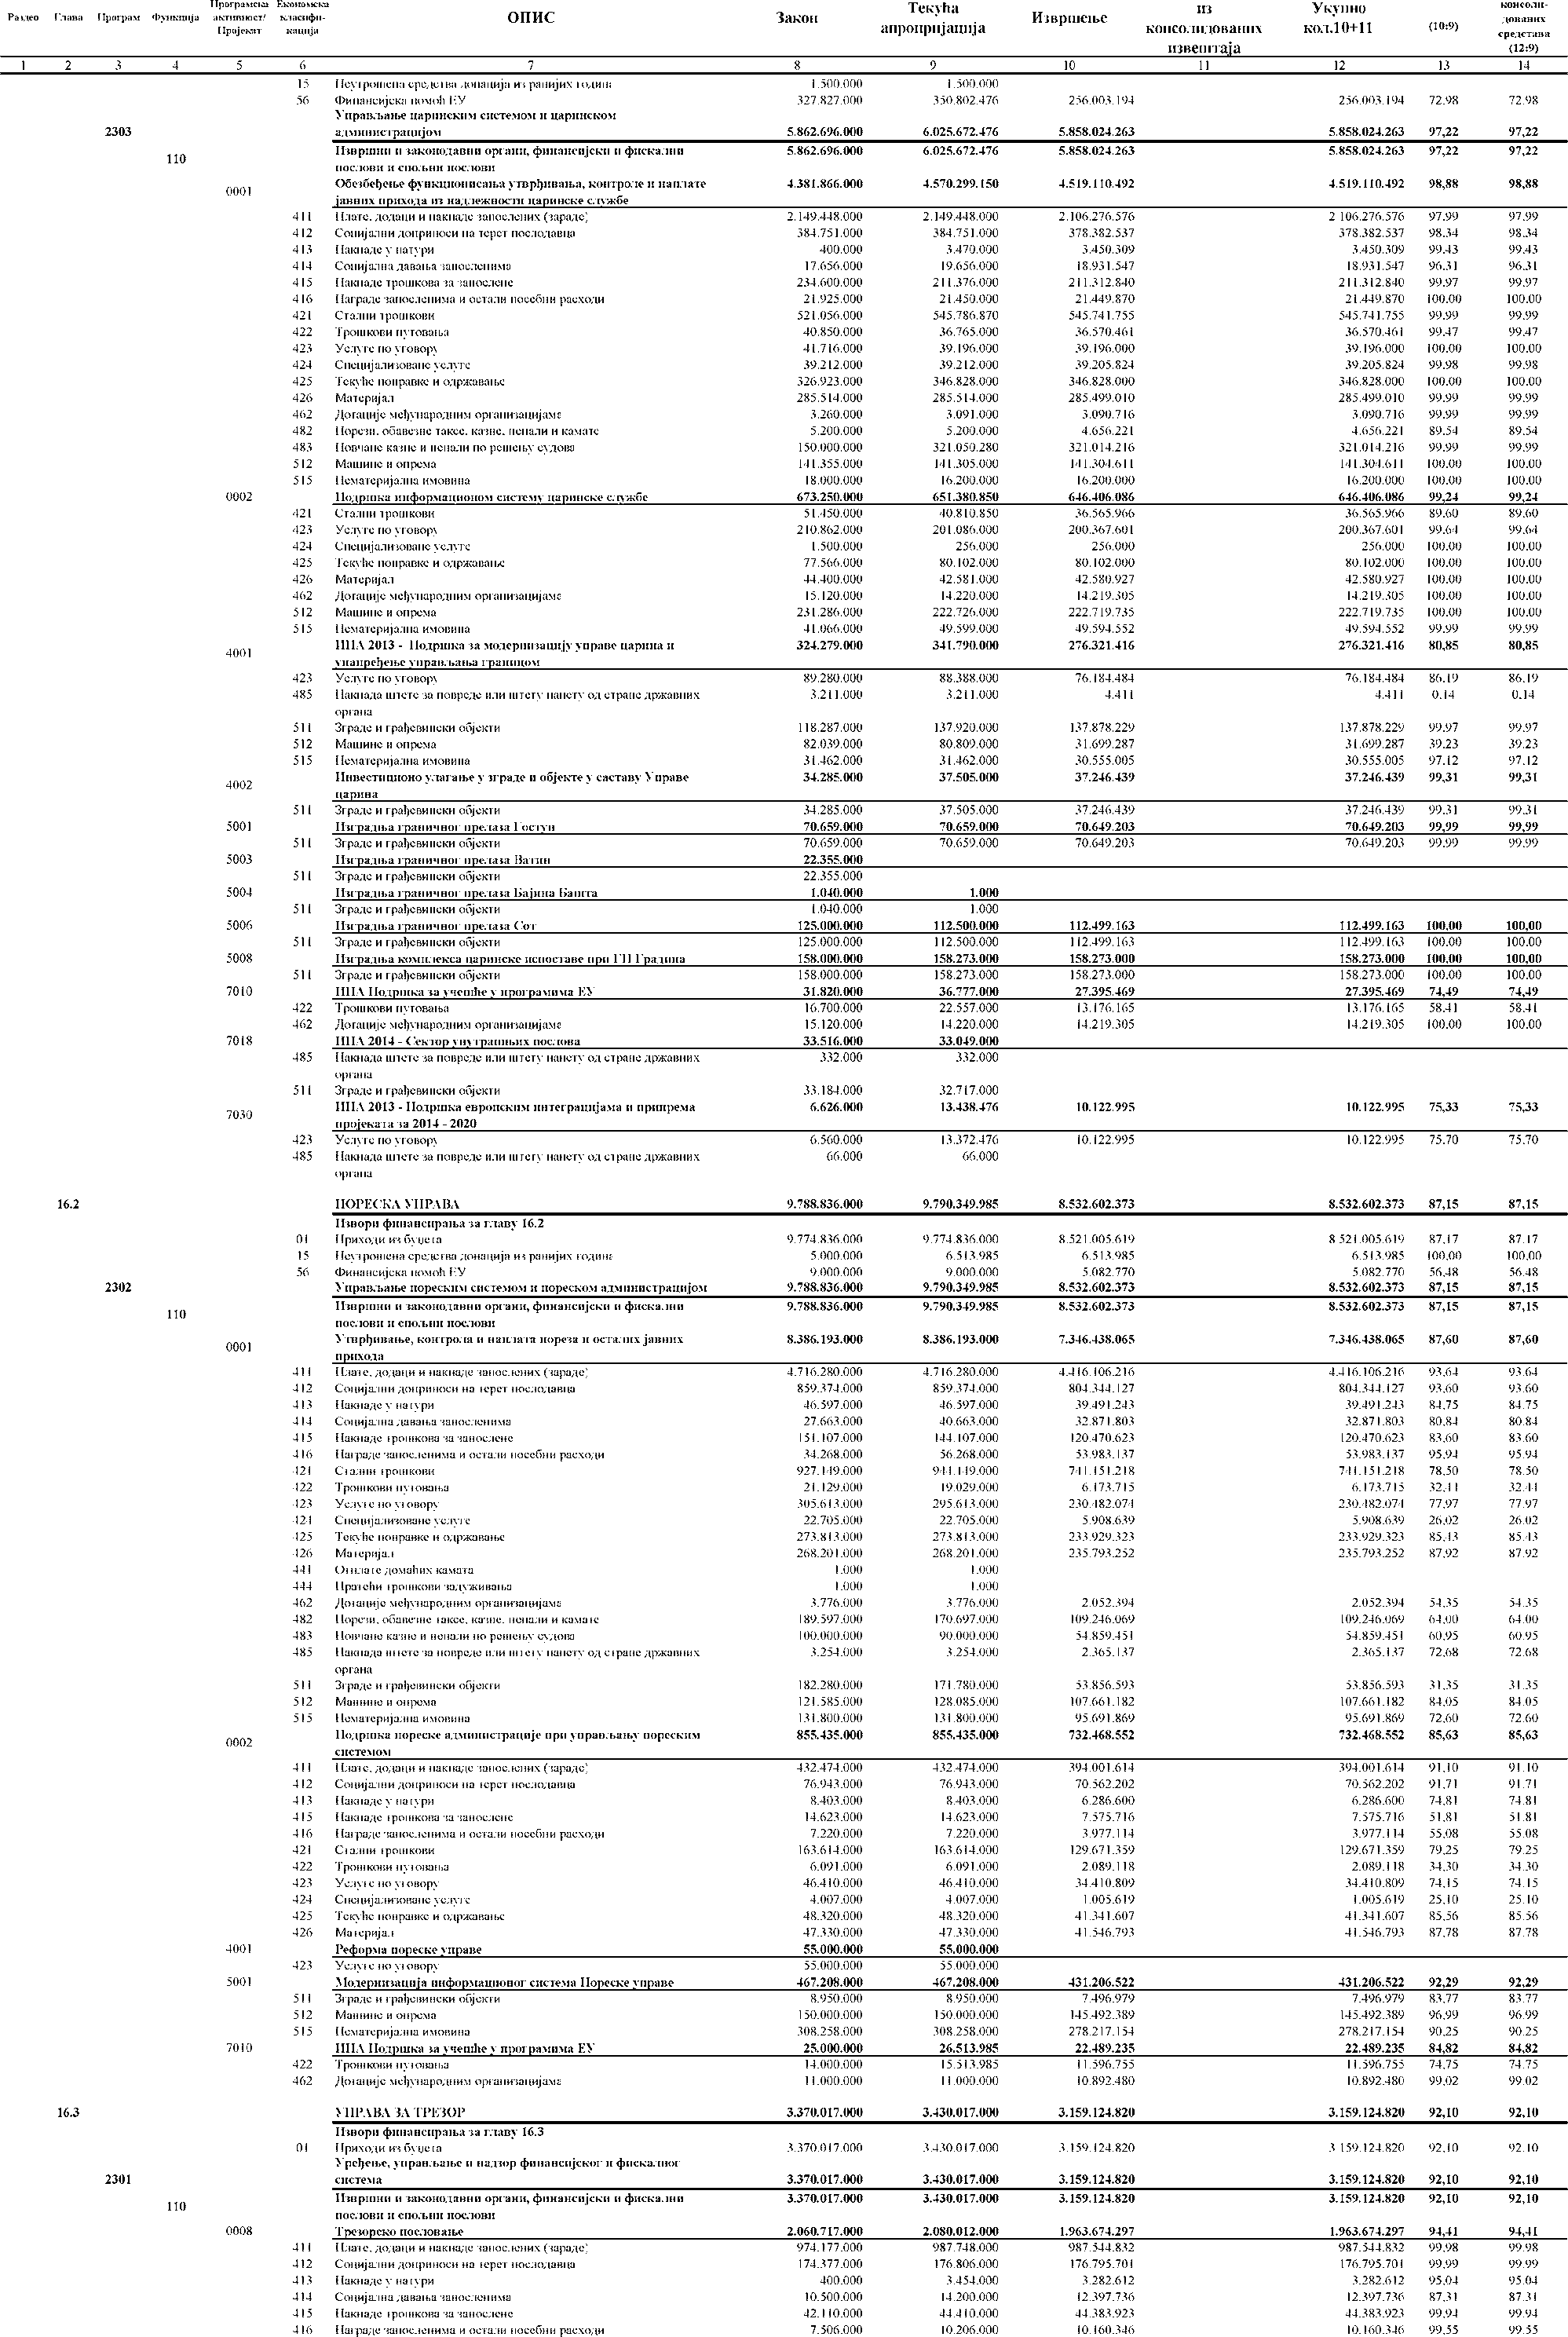 Раздео Глава Програм Функција Програмска активност/ Пројекат Економска класифи- кација ОПИС Закон Текућа апропријација Извршење из консолидованих извештаја Укупно кол.10+11 (10:9) консоли- дованих средстава (12:9)
1 2 3 4 5 6 7 8 9 10 11 12 13 14
15 Неутрошена средства донација из ранијих година 1.500.000 1.500.000
56 Финансијска помоћ ЕУ 327.827.000 350.802.476 256.003.194 256.003.194 72,98 72,98
Управљање царинским системом и царинском
2303 администрацијом 5.862.696.000 6.025.672.476 5.858.024.263 5.858.024.263 97,22 97,22
110 Извршни и законодавни органи, финансијски и фискални 5.862.696.000 6.025.672.476 5.858.024.263 5.858.024.263 97,22 97,22
послови и спољни послови
0001 Обезбеђење функционисања утврђивања, контроле и наплате 4.381.866.000 4.570.299.150 4.519.110.492 4.519.110.492 98,88 98,88
јавних прихода из надлежности царинске службе
411 Плате, додаци и накнаде запослених (зараде) 2.149.448.000 2.149.448.000 2.106.276.576 2.106.276.576 97,99 97,99
412 Социјални доприноси на терет послодавца 384.751.000 384.751.000 378.382.537 378.382.537 98,34 98,34
413 Накнаде у натури 400.000 3.470.000 3.450.309 3.450.309 99,43 99,43
414 Социјална давања запосленима 17.656.000 19.656.000 18.931.547 18.931.547 96,31 96,31
415 Накнаде трошкова за запослене 234.600.000 211.376.000 211.312.840 211.312.840 99,97 99,97
416 Награде запосленима и остали посебни расходи 21.925.000 21.450.000 21.449.870 21.449.870 100,00 100,00
421 Стални трошкови 521.056.000 545.786.870 545.741.755 545.741.755 99,99 99,99
422 Трошкови путовања 40.850.000 36.765.000 36.570.461 36.570.461 99,47 99,47
423 Услуге по уговору 41.716.000 39.196.000 39.196.000 39.196.000 100,00 100,00
424 Специјализоване услуге 39.212.000 39.212.000 39.205.824 39.205.824 99,98 99,98
425 Текуће поправке и одржавање 326.923.000 346.828.000 346.828.000 346.828.000 100,00 100,00
426 Материјал 285.514.000 285.514.000 285.499.010 285.499.010 99,99 99,99
462 Дотације међународним организацијама 3.260.000 3.091.000 3.090.716 3.090.716 99,99 99,99
482 Порези, обавезне таксе, казне, пенали и камате 5.200.000 5.200.000 4.656.221 4.656.221 89,54 89,54
483 Новчане казне и пенали по решењу судова 150.000.000 321.050.280 321.014.216 321.014.216 99,99 99,99
512 Машине и опрема 141.355.000 141.305.000 141.304.611 141.304.611 100,00 100,00
515 Нематеријална имовина 18.000.000 16.200.000 16.200.000 16.200.000 100,00 100,00
0002 Подршка информационом систему царинске службе 673.250.000 651.380.850 646.406.086 646.406.086 99,24 99,24
421 Стални трошкови 51.450.000 40.810.850 36.565.966 36.565.966 89,60 89,60
423 Услуге по уговору 210.862.000 201.086.000 200.367.601 200.367.601 99,64 99,64
424 Специјализоване услуге 1.500.000 256.000 256.000 256.000 100,00 100,00
425 Текуће поправке и одржавање 77.566.000 80.102.000 80.102.000 80.102.000 100,00 100,00
426 Материјал 44.400.000 42.581.000 42.580.927 42.580.927 100,00 100,00
462 Дотације међународним организацијама 15.120.000 14.220.000 14.219.305 14.219.305 100,00 100,00
512 Машине и опрема 231.286.000 222.726.000 222.719.735 222.719.735 100,00 100,00
515 Нематеријална имовина 41.066.000 49.599.000 49.594.552 49.594.552 99,99 99,99
4001 ИПА 2013 - Подршка за модернизацију управе царина и 324.279.000 341.790.000 276.321.416 276.321.416 80,85 80,85
унапређење управљања границом
423 Услуге по уговору 89.280.000 88.388.000 76.184.484 76.184.484 86,19 86,19
485 Накнада штете за повреде или штету нанету од стране државних 3.211.000 3.211.000 4.411 4.411 0,14 0,14
органа
511 Зграде и грађевински објекти 118.287.000 137.920.000 137.878.229 137.878.229 99,97 99,97
512 Машине и опрема 82.039.000 80.809.000 31.699.287 31.699.287 39,23 39,23
515 Нематеријална имовина 31.462.000 31.462.000 30.555.005 30.555.005 97,12 97,12
4002 Инвестиционо улагање у зграде и објекте у саставу Управе 34.285.000 37.505.000 37.246.439 37.246.439 99,31 99,31
царина
511 Зграде и грађевински објекти 34.285.000 37.505.000 37.246.439 37.246.439 99,31 99,31
5001 Изградња граничног прелаза Гостун 70.659.000 70.659.000 70.649.203 70.649.203 99,99 99,99
511 Зграде и грађевински објекти 70.659.000 70.659.000 70.649.203 70.649.203 99,99 99,99
5003 Изградња граничног прелаза Ватин 22.355.000
511 Зграде и грађевински објекти 22.355.000
5004 Изградња граничног прелаза Бајина Башта 1.040.000 1.000
511 Зграде и грађевински објекти 1.040.000 1.000
5006 Изградња граничног прелаза Сот 125.000.000 112.500.000 112.499.163 112.499.163 100,00 100,00
511 Зграде и грађевински објекти 125.000.000 112.500.000 112.499.163 112.499.163 100,00 100,00
5008 Изградња комплекса царинске испоставе при ГП Градина 158.000.000 158.273.000 158.273.000 158.273.000 100,00 100,00
511 Зграде и грађевински објекти 158.000.000 158.273.000 158.273.000 158.273.000 100,00 100,00
7010 ИПА Подршка за учешће у програмима ЕУ 31.820.000 36.777.000 27.395.469 27.395.469 74,49 74,49
422 Трошкови путовања 16.700.000 22.557.000 13.176.165 13.176.165 58,41 58,41
462 Дотације међународним организацијама 15.120.000 14.220.000 14.219.305 14.219.305 100,00 100,00
7018 ИПА 2014 - Сектор унутрашњих послова 33.516.000 33.049.000
485 Накнада штете за повреде или штету нанету од стране државних 332.000 332.000
органа
511 Зграде и грађевински објекти 33.184.000 32.717.000
7030 ИПА 2013 - Подршка европским интеграцијама и припрема 6.626.000 13.438.476 10.122.995 10.122.995 75,33 75,33
пројеката за 2014 - 2020
423 Услуге по уговору 6.560.000 13.372.476 10.122.995 10.122.995 75,70 75,70
485 Накнада штете за повреде или штету нанету од стране државних 66.000 66.000
органа
16.2 ПОРЕСКА УПРАВА 9.788.836.000 9.790.349.985 8.532.602.373 8.532.602.373 87,15 87,15
Извори финансирања за главу 16.2
01 Приходи из буџета 9.774.836.000 9.774.836.000 8.521.005.619 8.521.005.619 87,17 87,17
15 Неутрошена средства донација из ранијих година 5.000.000 6.513.985 6.513.985 6.513.985 100,00 100,00
56 Финансијска помоћ ЕУ 9.000.000 9.000.000 5.082.770 5.082.770 56,48 56,48
2302 Управљање пореским системом и пореском администрацијом 9.788.836.000 9.790.349.985 8.532.602.373 8.532.602.373 87,15 87,15
110 Извршни и законодавни органи, финансијски и фискални 9.788.836.000 9.790.349.985 8.532.602.373 8.532.602.373 87,15 87,15
послови и спољни послови
0001 Утврђивање, контрола и наплата пореза и осталих јавних 8.386.193.000 8.386.193.000 7.346.438.065 7.346.438.065 87,60 87,60
прихода
411 Плате, додаци и накнаде запослених (зараде) 4.716.280.000 4.716.280.000 4.416.106.216 4.416.106.216 93,64 93,64
412 Социјални доприноси на терет послодавца 859.374.000 859.374.000 804.344.127 804.344.127 93,60 93,60
413 Накнаде у натури 46.597.000 46.597.000 39.491.243 39.491.243 84,75 84,75
414 Социјална давања запосленима 27.663.000 40.663.000 32.871.803 32.871.803 80,84 80,84
415 Накнаде трошкова за запослене 151.107.000 144.107.000 120.470.623 120.470.623 83,60 83,60
416 Награде запосленима и остали посебни расходи 34.268.000 56.268.000 53.983.137 53.983.137 95,94 95,94
421 Стални трошкови 927.149.000 944.149.000 741.151.218 741.151.218 78,50 78,50
422 Трошкови путовања 21.129.000 19.029.000 6.173.715 6.173.715 32,44 32,44
423 Услуге по уговору 305.613.000 295.613.000 230.482.074 230.482.074 77,97 77,97
424 Специјализоване услуге 22.705.000 22.705.000 5.908.639 5.908.639 26,02 26,02
425 Текуће поправке и одржавање 273.813.000 273.813.000 233.929.323 233.929.323 85,43 85,43
426 Материјал 268.201.000 268.201.000 235.793.252 235.793.252 87,92 87,92
441 Отплате домаћих камата 1.000 1.000
444 Пратећи трошкови задуживања 1.000 1.000
462 Дотације међународним организацијама 3.776.000 3.776.000 2.052.394 2.052.394 54,35 54,35
482 Порези, обавезне таксе, казне, пенали и камате 189.597.000 170.697.000 109.246.069 109.246.069 64,00 64,00
483 Новчане казне и пенали по решењу судова 100.000.000 90.000.000 54.859.451 54.859.451 60,95 60,95
485 Накнада штете за повреде или штету нанету од стране државних 3.254.000 3.254.000 2.365.137 2.365.137 72,68 72,68
органа
511 Зграде и грађевински објекти 182.280.000 171.780.000 53.856.593 53.856.593 31,35 31,35
512 Машине и опрема 121.585.000 128.085.000 107.661.182 107.661.182 84,05 84,05
515 Нематеријална имовина 131.800.000 131.800.000 95.691.869 95.691.869 72,60 72,60
0002 Подршка пореске администрације при управљању пореским 855.435.000 855.435.000 732.468.552 732.468.552 85,63 85,63
системом
411 Плате, додаци и накнаде запослених (зараде) 432.474.000 432.474.000 394.001.614 394.001.614 91,10 91,10
412 Социјални доприноси на терет послодавца 76.943.000 76.943.000 70.562.202 70.562.202 91,71 91,71
413 Накнаде у натури 8.403.000 8.403.000 6.286.600 6.286.600 74,81 74,81
415 Накнаде трошкова за запослене 14.623.000 14.623.000 7.575.716 7.575.716 51,81 51,81
416 Награде запосленима и остали посебни расходи 7.220.000 7.220.000 3.977.114 3.977.114 55,08 55,08
421 Стални трошкови 163.614.000 163.614.000 129.671.359 129.671.359 79,25 79,25
422 Трошкови путовања 6.091.000 6.091.000 2.089.118 2.089.118 34,30 34,30
423 Услуге по уговору 46.410.000 46.410.000 34.410.809 34.410.809 74,15 74,15
424 Специјализоване услуге 4.007.000 4.007.000 1.005.619 1.005.619 25,10 25,10
425 Текуће поправке и одржавање 48.320.000 48.320.000 41.341.607 41.341.607 85,56 85,56
426 Материјал 47.330.000 47.330.000 41.546.793 41.546.793 87,78 87,78
4001 Реформа пореске управе 55.000.000 55.000.000
423 Услуге по уговору 55.000.000 55.000.000
5001 Модернизација информационог система Пореске управе 467.208.000 467.208.000 431.206.522 431.206.522 92,29 92,29
511 Зграде и грађевински објекти 8.950.000 8.950.000 7.496.979 7.496.979 83,77 83,77
512 Машине и опрема 150.000.000 150.000.000 145.492.389 145.492.389 96,99 96,99
515 Нематеријална имовина 308.258.000 308.258.000 278.217.154 278.217.154 90,25 90,25
7010 ИПА Подршка за учешће у програмима ЕУ 25.000.000 26.513.985 22.489.235 22.489.235 84,82 84,82
422 Трошкови путовања 14.000.000 15.513.985 11.596.755 11.596.755 74,75 74,75
462 Дотације међународним организацијама 11.000.000 11.000.000 10.892.480 10.892.480 99,02 99,02
16.3 УПРАВА ЗА ТРЕЗОР 3.370.017.000 3.430.017.000 3.159.124.820 3.159.124.820 92,10 92,10
Извори финансирања за главу 16.3
01 Приходи из буџета 3.370.017.000 3.430.017.000 3.159.124.820 3.159.124.820 92,10 92,10
Уређење, управљање и надзор финансијског и фискалног
2301 система 3.370.017.000 3.430.017.000 3.159.124.820 3.159.124.820 92,10 92,10
110 Извршни и законодавни органи, финансијски и фискални 3.370.017.000 3.430.017.000 3.159.124.820 3.159.124.820 92,10 92,10
послови и спољни послови
0008 Трезорско пословање 2.060.717.000 2.080.012.000 1.963.674.297 1.963.674.297 94,41 94,41
411 Плате, додаци и накнаде запослених (зараде) 974.177.000 987.748.000 987.544.832 987.544.832 99,98 99,98
412 Социјални доприноси на терет послодавца 174.377.000 176.806.000 176.795.701 176.795.701 99,99 99,99
413 Накнаде у натури 400.000 3.454.000 3.282.612 3.282.612 95,04 95,04
414 Социјална давања запосленима 10.500.000 14.200.000 12.397.736 12.397.736 87,31 87,31
415 Накнаде трошкова за запослене 42.110.000 44.410.000 44.383.923 44.383.923 99,94 99,94
416 Награде запосленима и остали посебни расходи 7.506.000 10.206.000 10.160.346 10.160.346 99,55 99,55